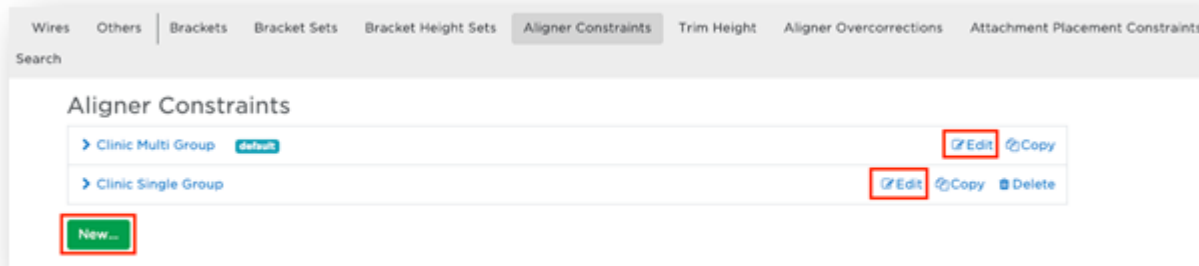 Wires Others Brackets Bracket Sets Bracket Height Sets Aligner Constraints Trim Height Aligner Overcorrections Attachment Placement Constraints
Search
Aligner Constraints
Clinic Multi Group default Edit Copy
Clinic Single Group Edit Copy Delete
New...